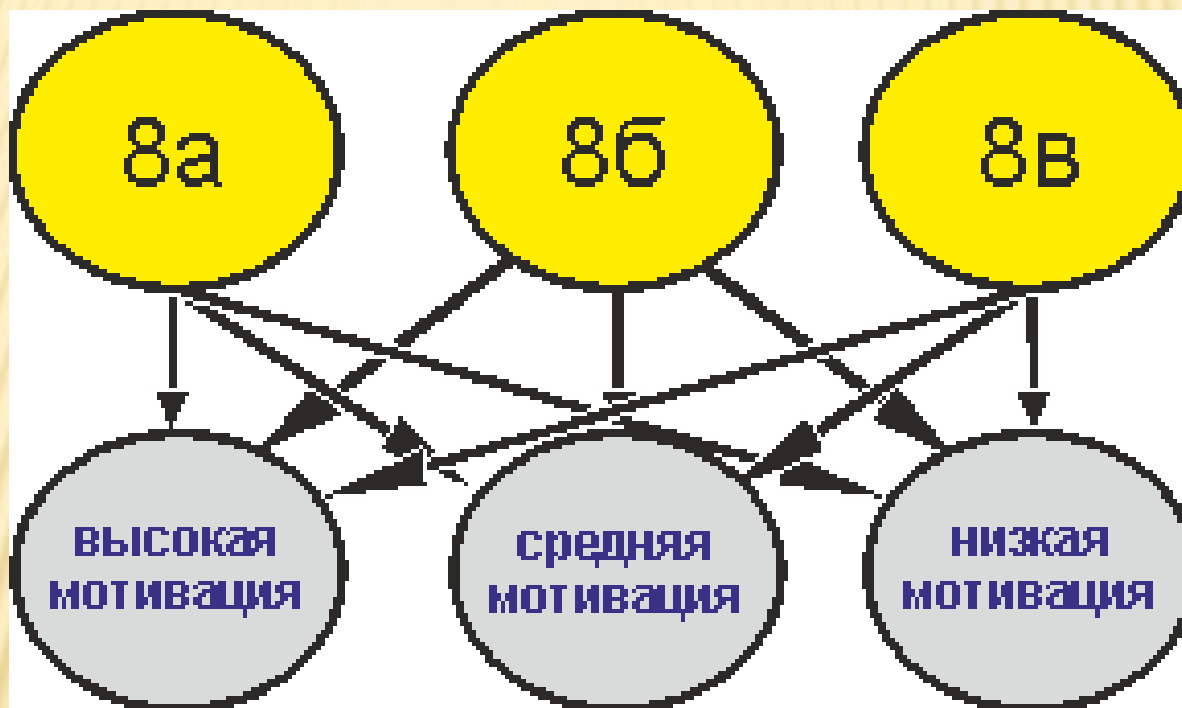 8а
8б
8в
высокая
мотивация
средняя
мотивация
низкая
мотивация